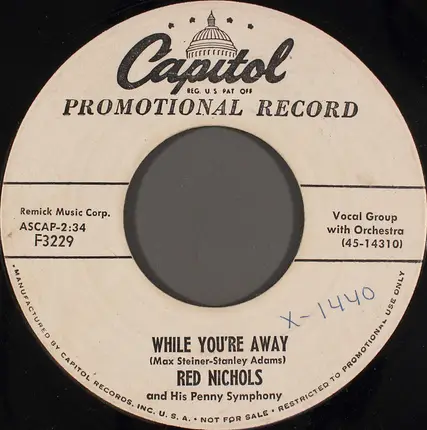 Capitol
REG. U.S. PAT. OFF.
PROMOTIONAL RECORD
Remick Music Corp.
ASCAP-2:34
F3229
Vocal Group
with Orchestra
(45-14310)
X-1440
WHILE YOU'RE AWAY
(Max Steiner-Stanley Adams)
RED NICHOLS
and His Penny Symphony
•MANUFACTURED BY CAPITOL RECORDS, INC. U. S. A. • NOT FOR SALE • RESTRICTED TO PROMOTIONAL USE ONLY